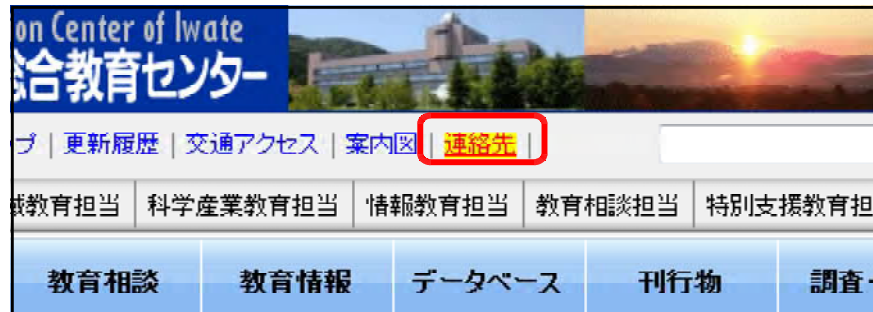 on Center of Iwate
総合教育センター
プ | 更新履歴 | 交通アクセス | 案内図 | 連絡先 |
教育担当 科学産業教育担当 情報教育担当 教育相談担当 特別支援教育担
教育相談 教育情報 データベース 刊行物 調査・